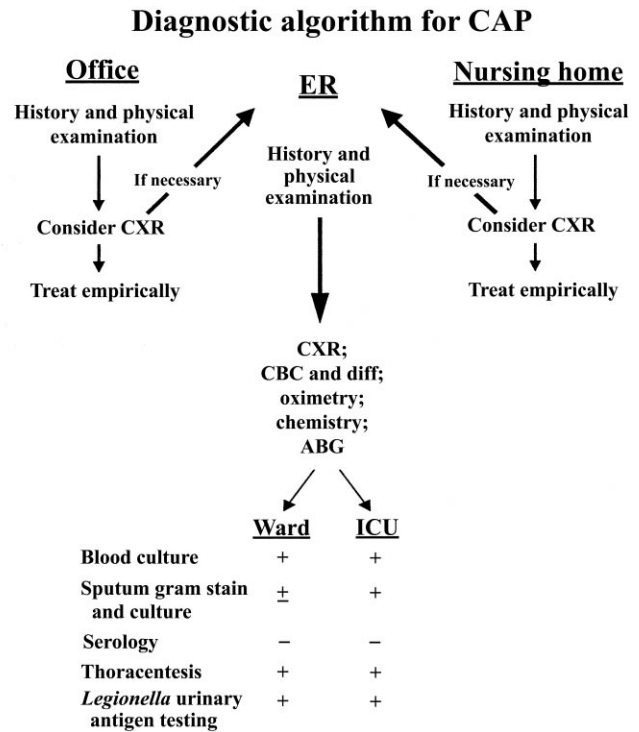 Diagnostic algorithm for CAP
Office
History and physical
examination
If necessary
Consider CXR
Treat empirically
ER
History and
physical
examination
Nursing home
History and physical
examination
If necessary
Consider CXR
Treat empirically
CXR;
CBC and diff;
oximetry;
chemistry;
ABG
Ward ICU
Blood culture + +
Sputum gram stain
and culture ± +
Serology – –
Thoracentesis + +
Legionella urinary + +
antigen testing